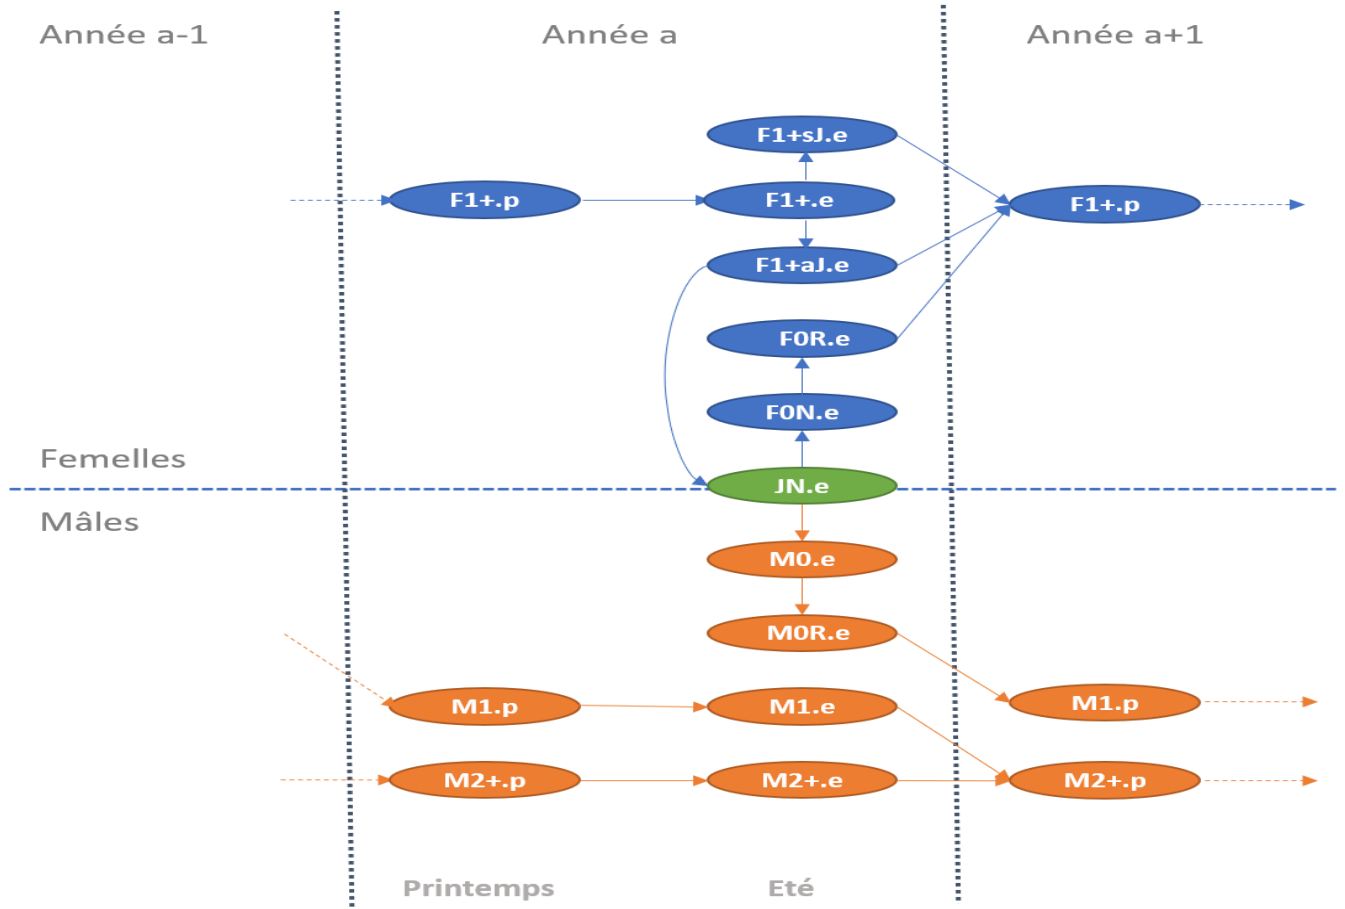 Année a-1
Année a
Année a+1
F1+sJ.e
F1+.p
F1+.e
F1+.p
F1+aJ.e
F0R.e
F0N.e
Femelles
JN.e
Mâles
M0.e
M0R.e
M1.p
M1.e
M1.p
M2+.p
M2+.e
M2+.p
Printemps
Eté